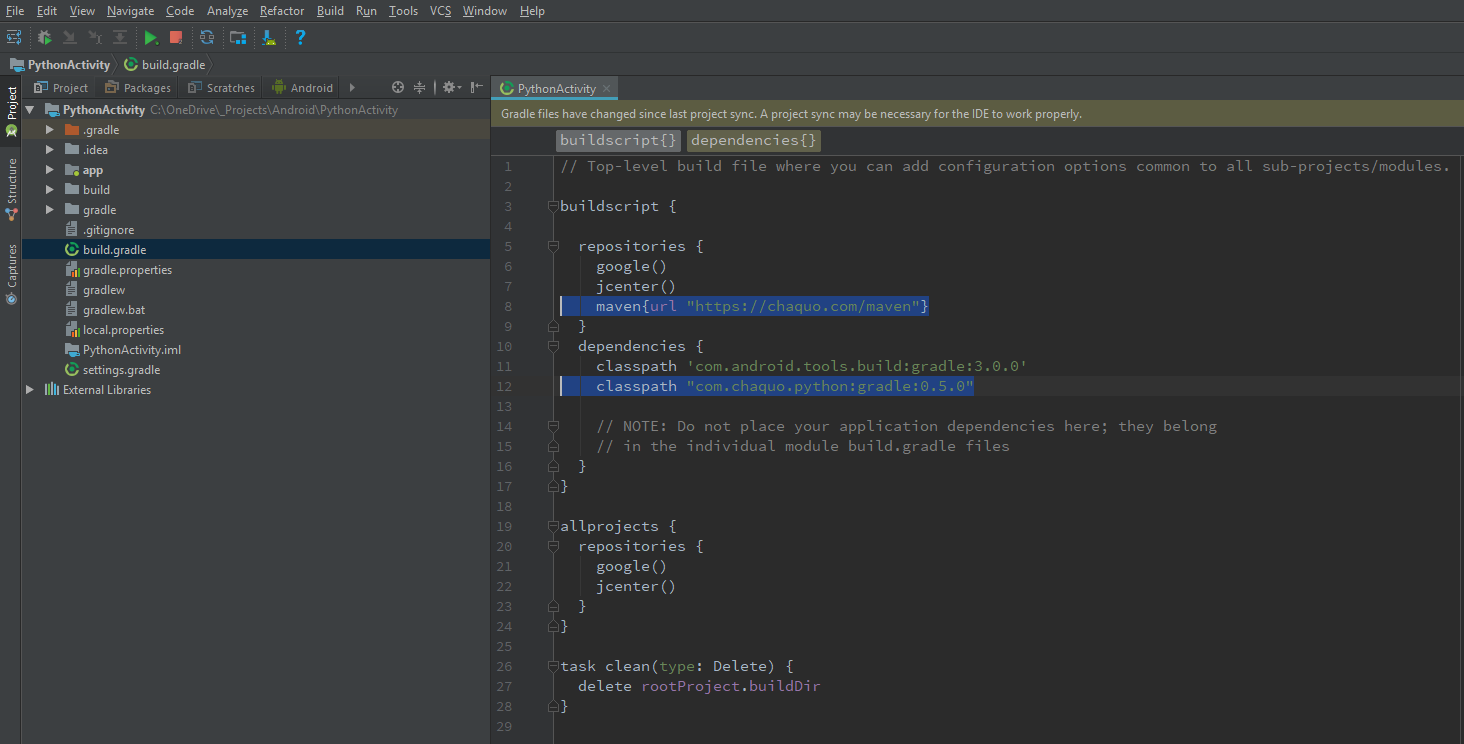 File Edit View Navigate Code Analyze Refactor Build Run Tools VCS Window Help
PythonActivity build.gradle
Project Packages Scratches Android
PythonActivity C:\OneDrive\_Projects\Android\PythonActivity
.gradle
.idea
app
build
gradle
.gitignore
build.gradle
gradle.properties
gradlew
gradlew.bat
local.properties
PythonActivity.iml
settings.gradle
External Libraries
Project
Structure
Captures
PythonActivity
Gradle files have changed since last project sync. A project sync may be necessary for the IDE to work properly.
buildscript{} dependencies{}
1 // Top-level build file where you can add configuration options common to all sub-projects/modules.
2
3 buildscript {
4
5 repositories {
6 google()
7 jcenter()
8 maven{url "https://chaquo.com/maven"}
9 }
10 dependencies {
11 classpath 'com.android.tools.build:gradle:3.0.0'
12 classpath "com.chaquo.python:gradle:0.5.0"
13
14 // NOTE: Do not place your application dependencies here; they belong
15 // in the individual module build.gradle files
16 }
17 }
18
19 allprojects {
20 repositories {
21 google()
22 jcenter()
23 }
24 }
25
26 task clean(type: Delete) {
27 delete rootProject.buildDir
28 }
29